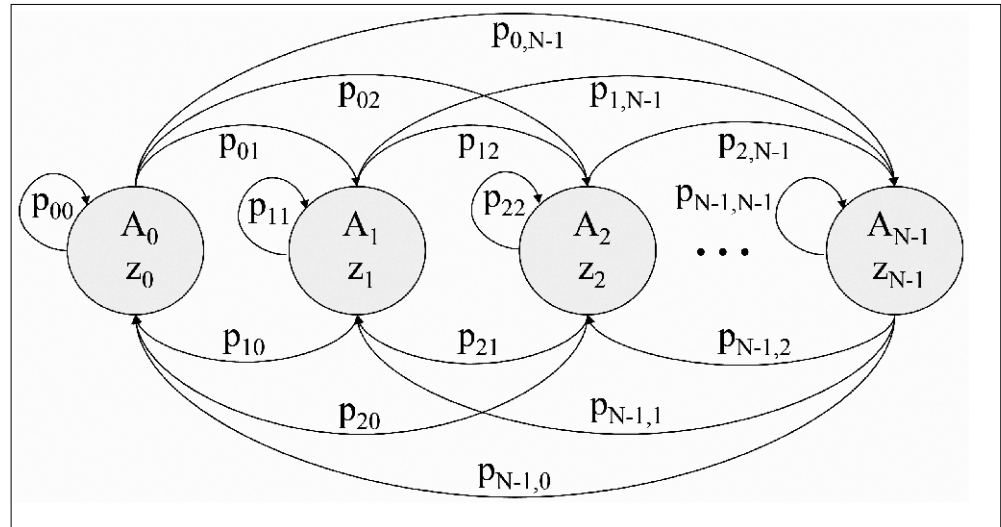 p0,N-1
p02
p1,N-1
p01
p12
p2,N-1
p00
p11
p22
pN-1,N-1
A0
A1
A2
AN-1
z0
z1
z2
• • •
zN-1
p10
p21
pN-1,2
p20
pN-1,1
pN-1,0